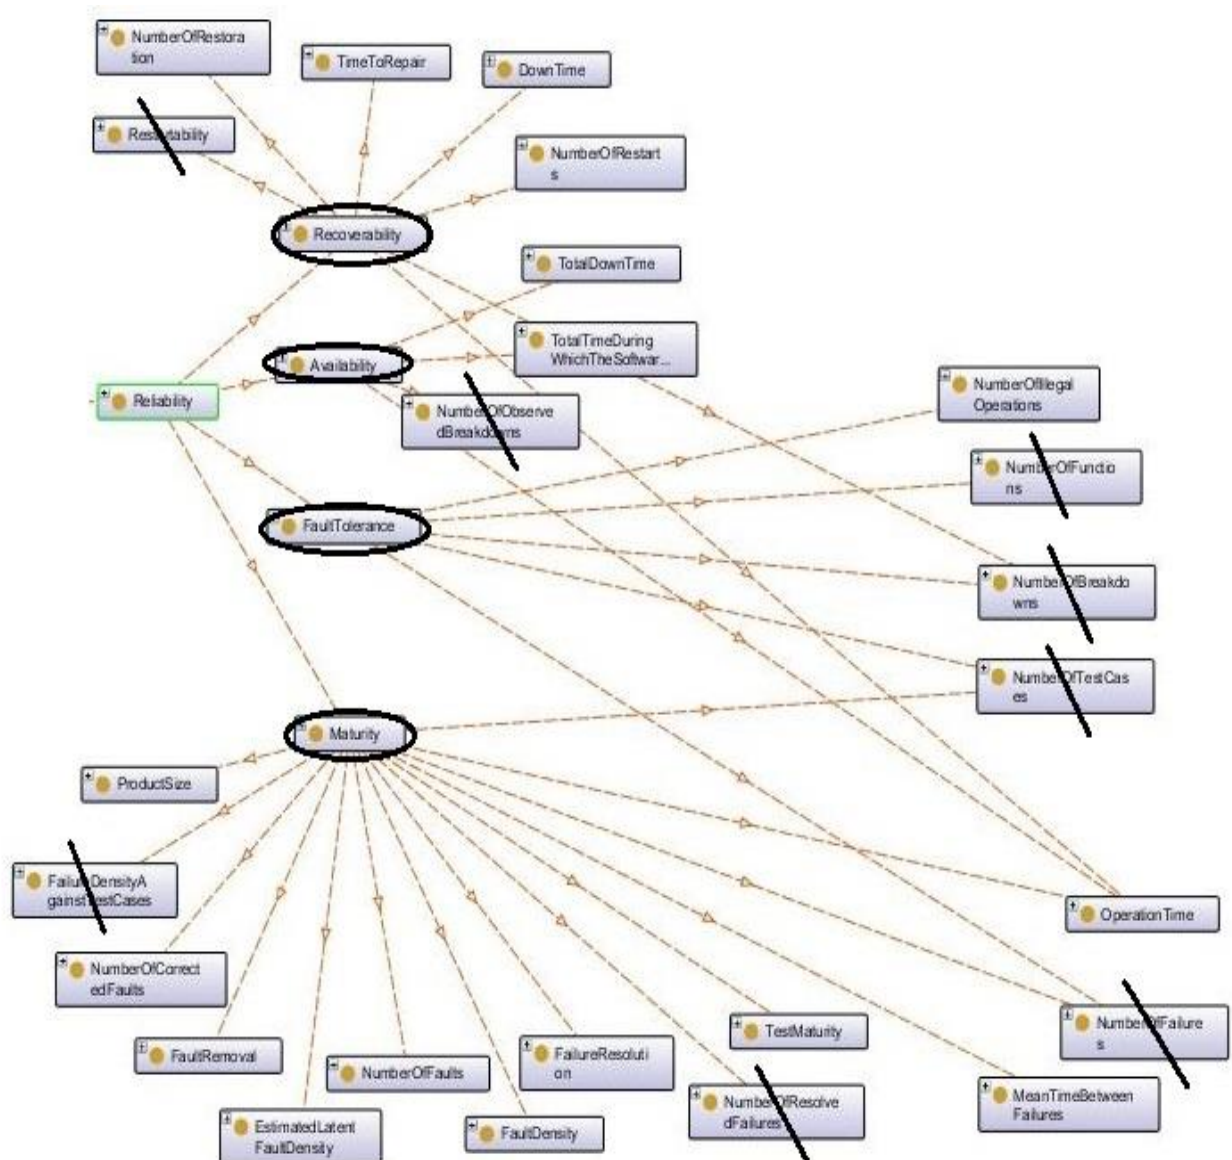 NumberOfRestora
tion
TimeToRepair
DownTime
Restartability
NumberOfRestart
s
Recoverability
TotalDownTime
TotalTimeDuring
WhichTheSoftwar...
Availability
Reliability
NumberOfObserve
dBreakdowns
NumberOfIllegal
Operations
NumberOfFunctio
ns
FaultTolerance
NumberOfBreakdo
wns
NumberOfTestCas
es
Maturity
ProductSize
FailureDensityA
gainstTestCases
OperationTime
NumberOfCorrect
edFaults
FaultRemoval
NumberOfFaults
FailureResoluti
on
TestMaturity
NumberOfFailure
s
EstimatedLatent
FaultDensity
FaultDensity
NumberOfResolve
dFailures
MeanTimeBetween
Failures